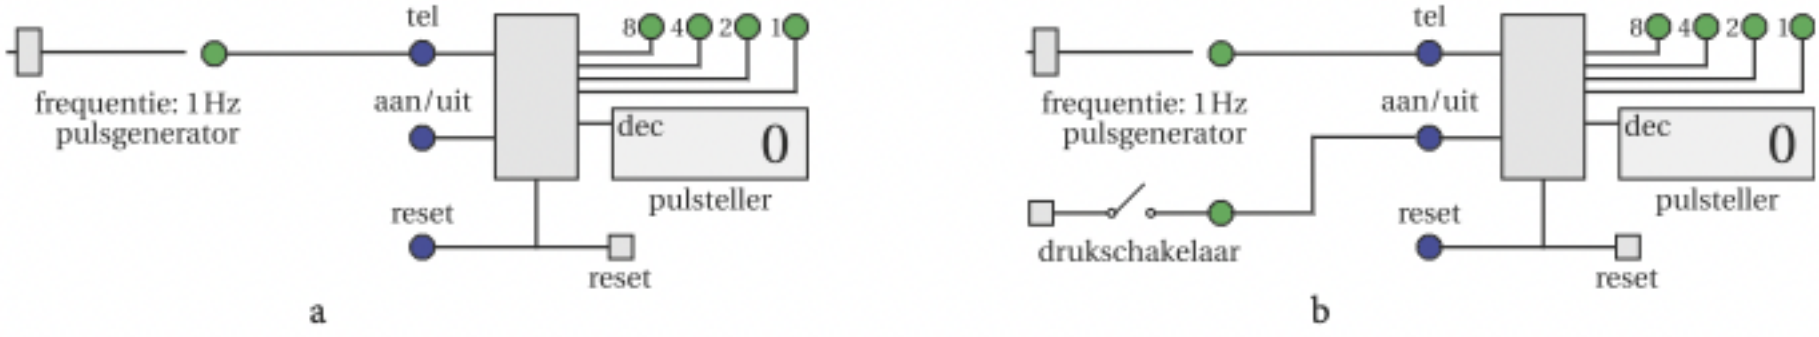 tel
8 4 2 1
frequentie: 1 Hz
pulsgenerator
aan/uit
dec
0
pulsteller
reset
reset
a
tel
8 4 2 1
frequentie: 1 Hz
pulsgenerator
aan/uit
dec
0
pulsteller
drukschakelaar
reset
reset
b